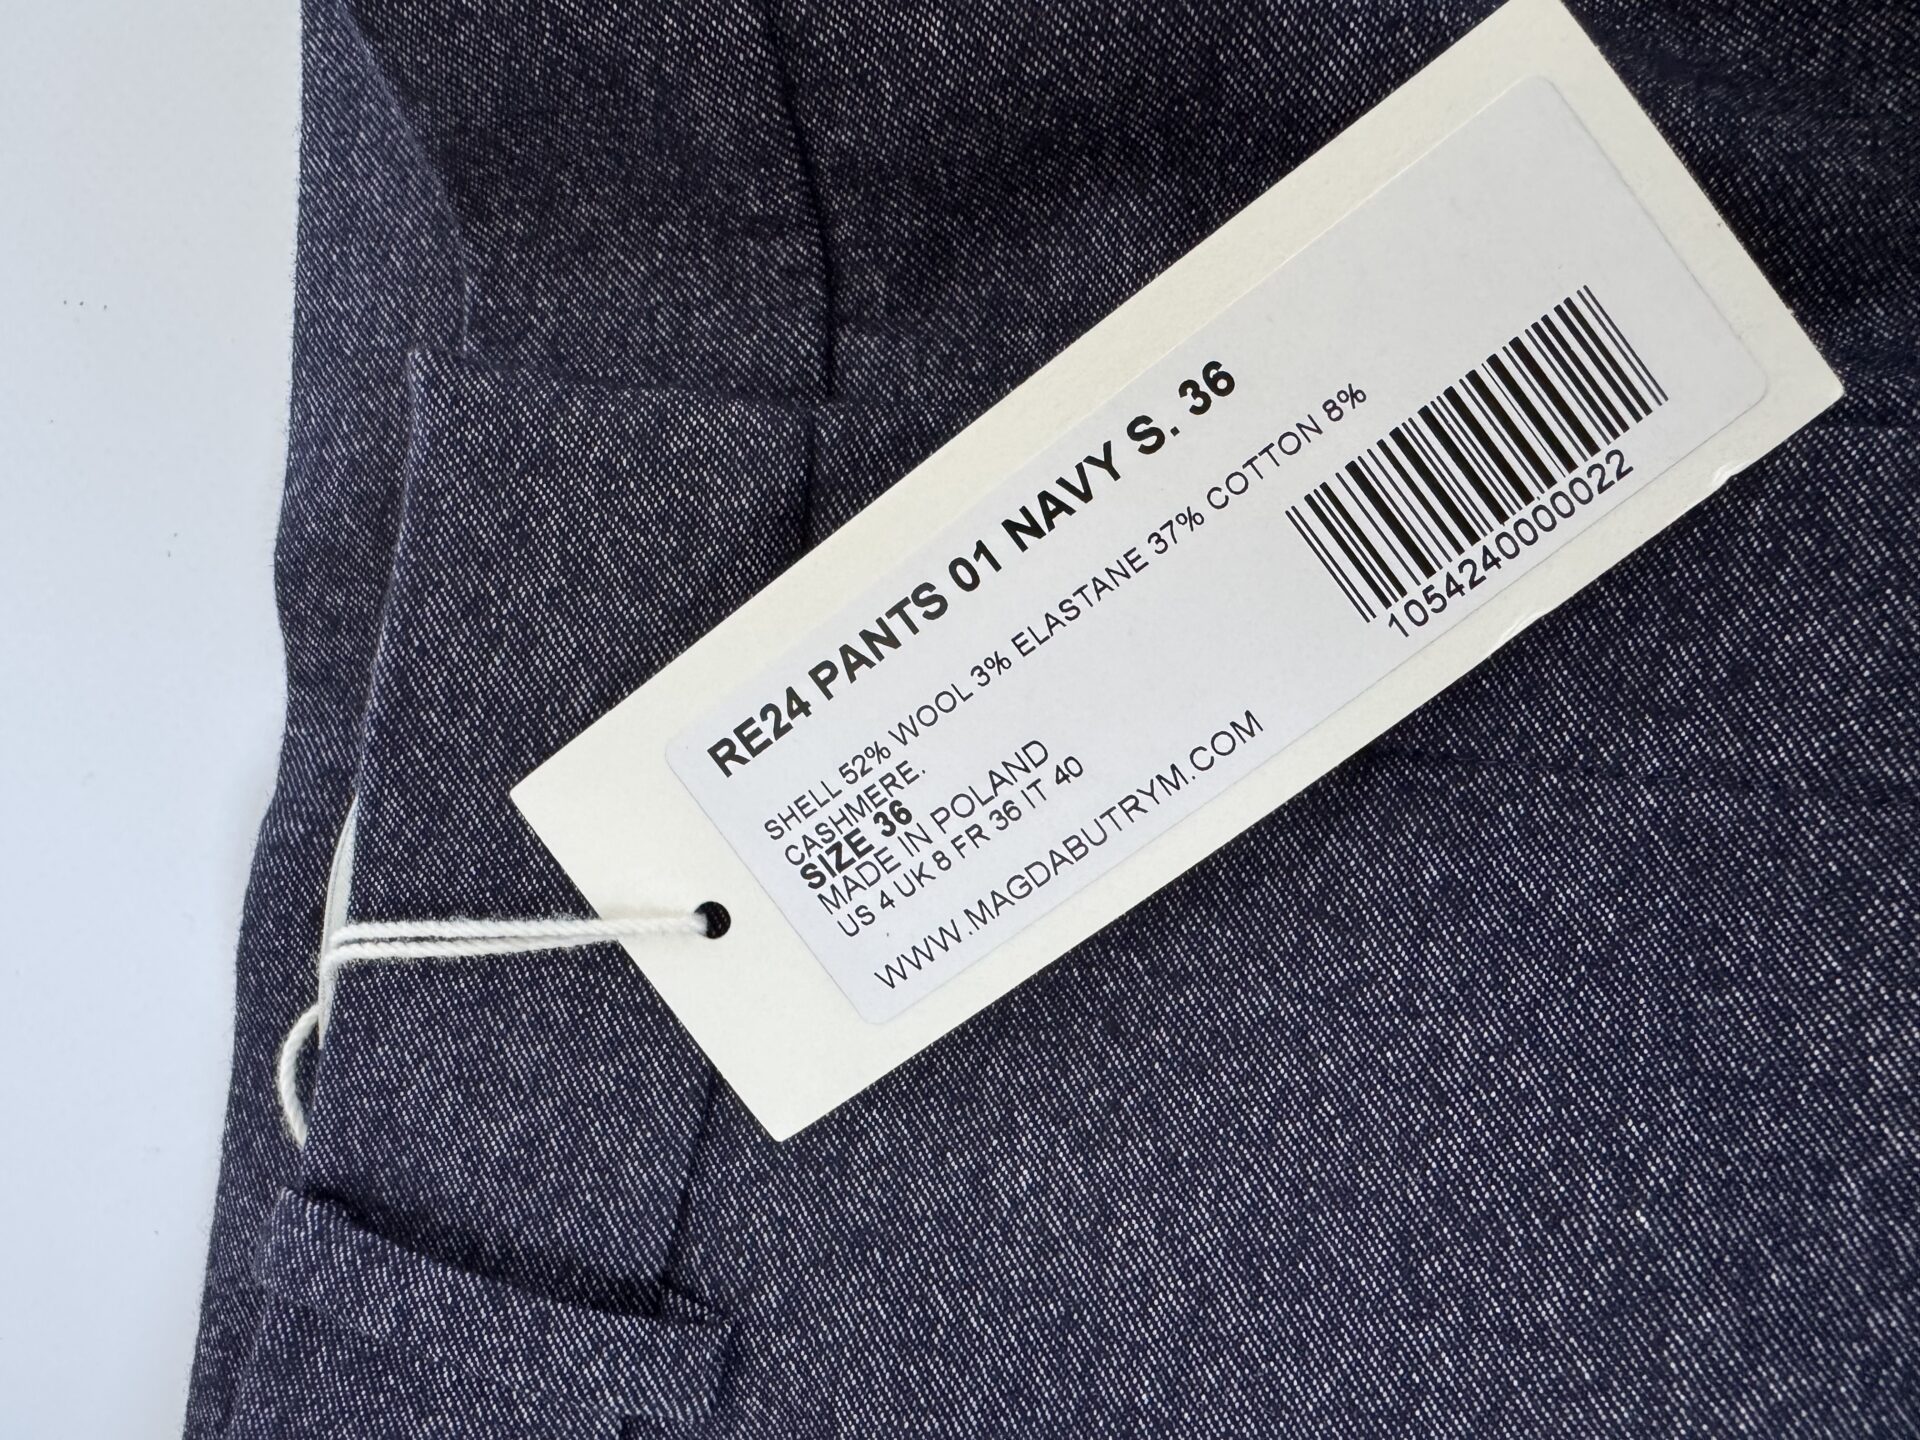 RE24 PANTS 01 NAVY S. 36
SHELL 52% WOOL 3% ELASTANE 37% COTTON 8%
CASHMERE.
SIZE 36
MADE IN POLAND
US 4 UK 8 FR 36 IT 40
WWW.MAGDABUTRYM.COM
1054240000022